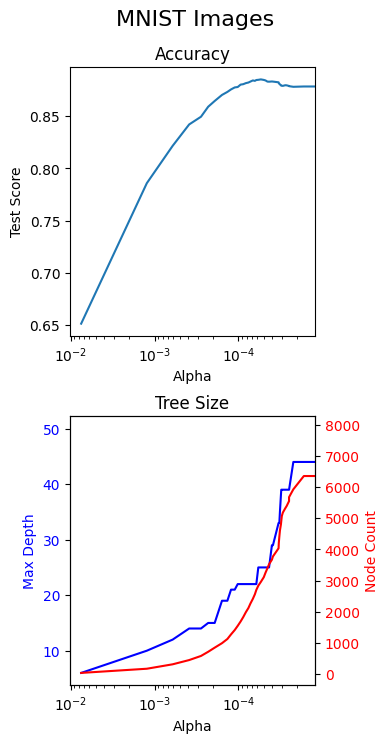 MNIST Images
Accuracy
Test Score
0.85
0.80
0.75
0.70
0.65
10⁻² 10⁻³ 10⁻⁴
Alpha
Tree Size
Max Depth
50
40
30
20
10
8000
7000
6000
5000
4000
3000
2000
1000
0
Node Count
10⁻² 10⁻³ 10⁻⁴
Alpha